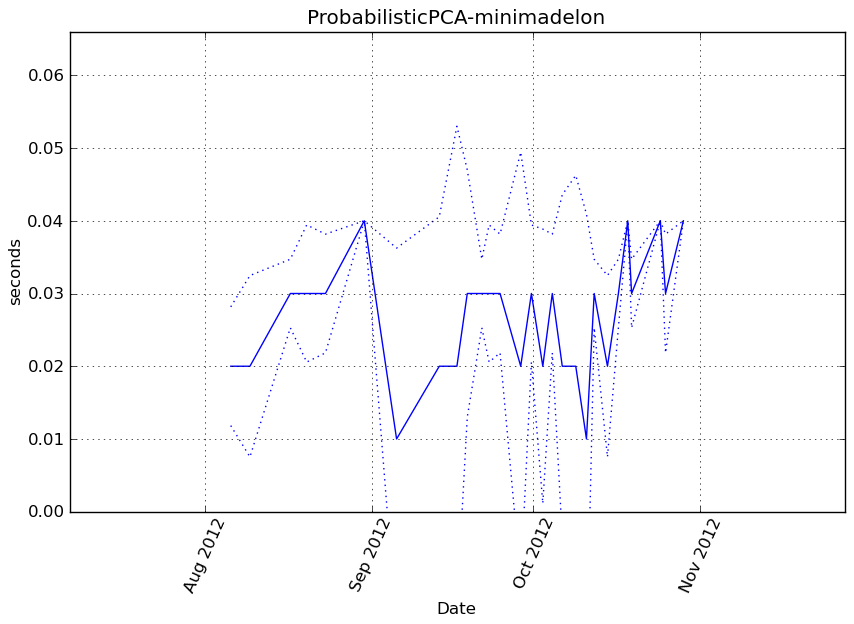 ProbabilisticPCA-minimadelon
0.06
0.05
0.04
0.03
0.02
0.01
0.00
seconds
Aug 2012
Sep 2012
Oct 2012
Nov 2012
Date